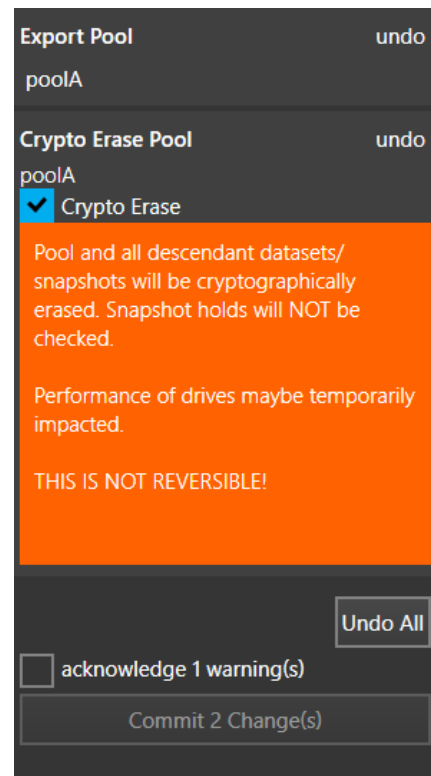 Export Pool undo
poolA
Crypto Erase Pool undo
poolA
Crypto Erase
Pool and all descendant datasets/
snapshots will be cryptographically
erased. Snapshot holds will NOT be
checked.
Performance of drives maybe temporarily
impacted.
THIS IS NOT REVERSIBLE!
Undo All
acknowledge 1 warning(s)
Commit 2 Change(s)